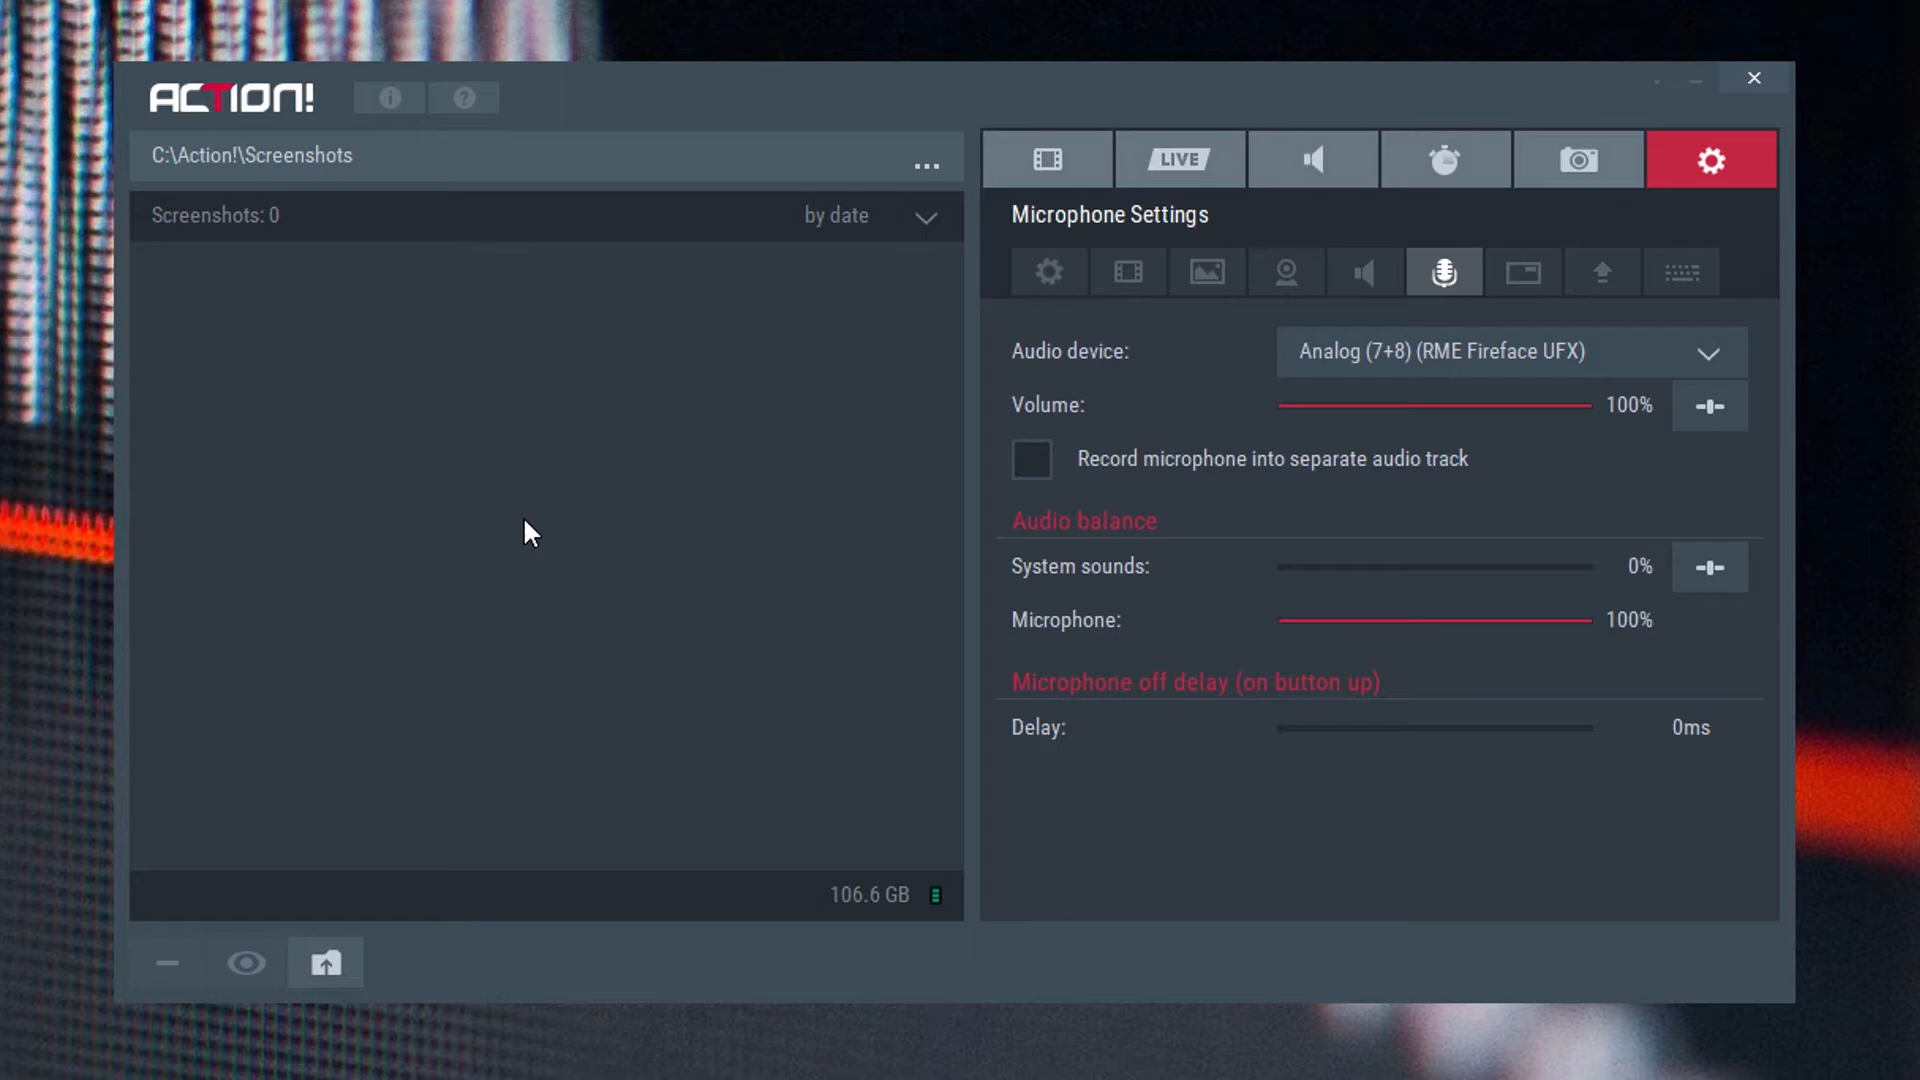 ACTION!
C:\Action!\Screenshots
...
Screenshots: 0
by date
106.6 GB
LIVE
Microphone Settings
Audio device:
Analog (7+8) (RME Fireface UFX)
Volume:
100%
Record microphone into separate audio track
Audio balance
System sounds:
0%
Microphone:
100%
Microphone off delay (on button up)
Delay:
0ms